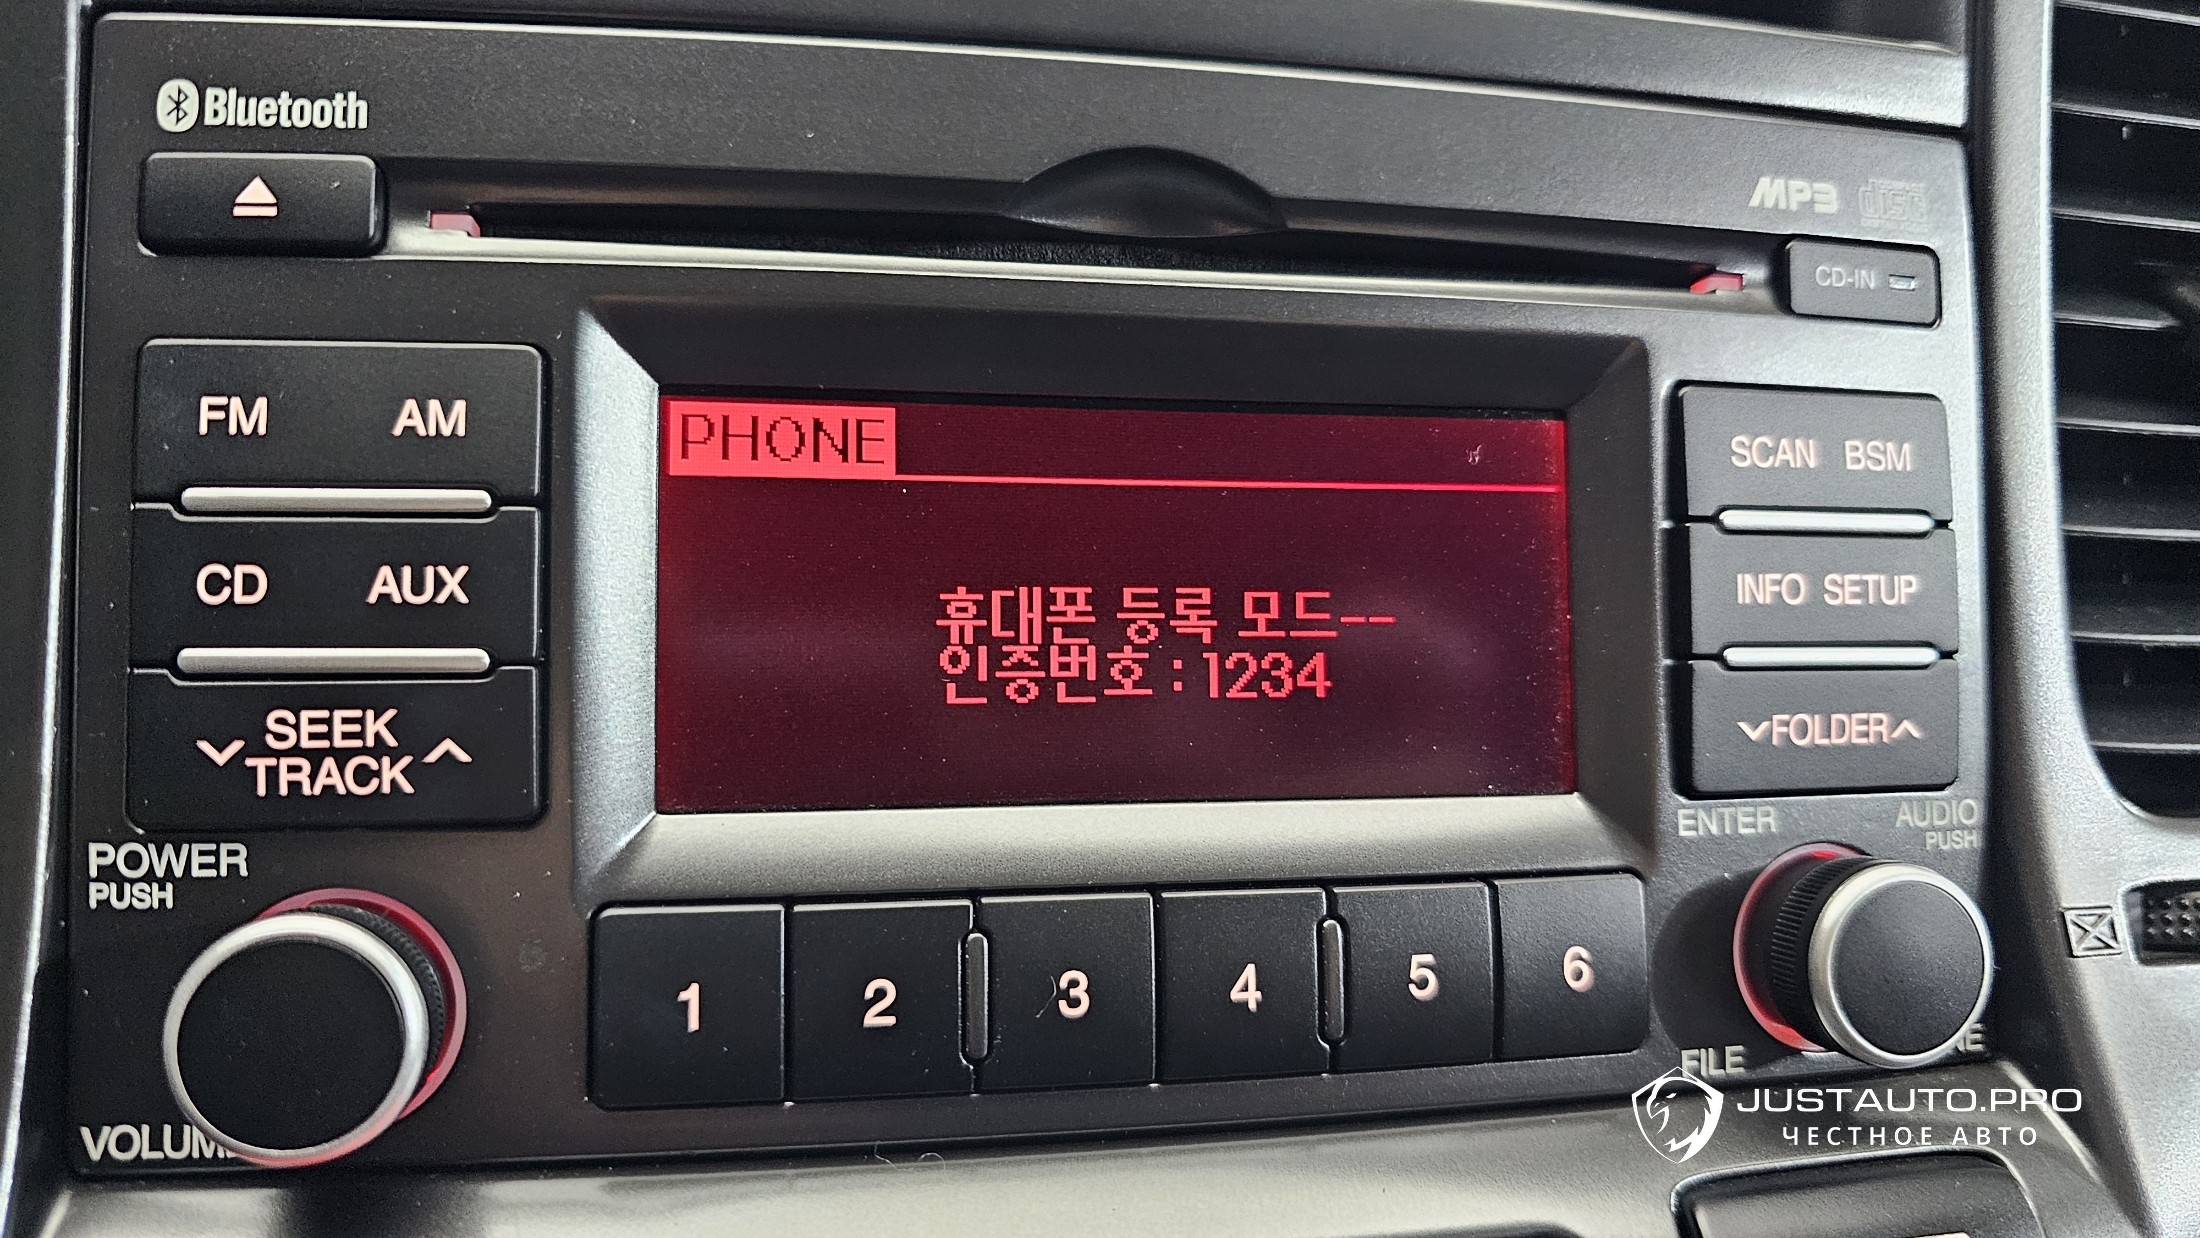 Bluetooth
MP3
disc
CD-IN
FM AM
CD AUX
SEEK
TRACK
POWER
PUSH
PHONE
휴대폰 등록 모드--
인증번호 : 1234
SCAN BSM
INFO SETUP
FOLDER
ENTER
AUDIO
PUSH
1 2 3 4 5 6
FILE
JUSTAUTO.PRO
ЧЕСТНОЕ АВТО